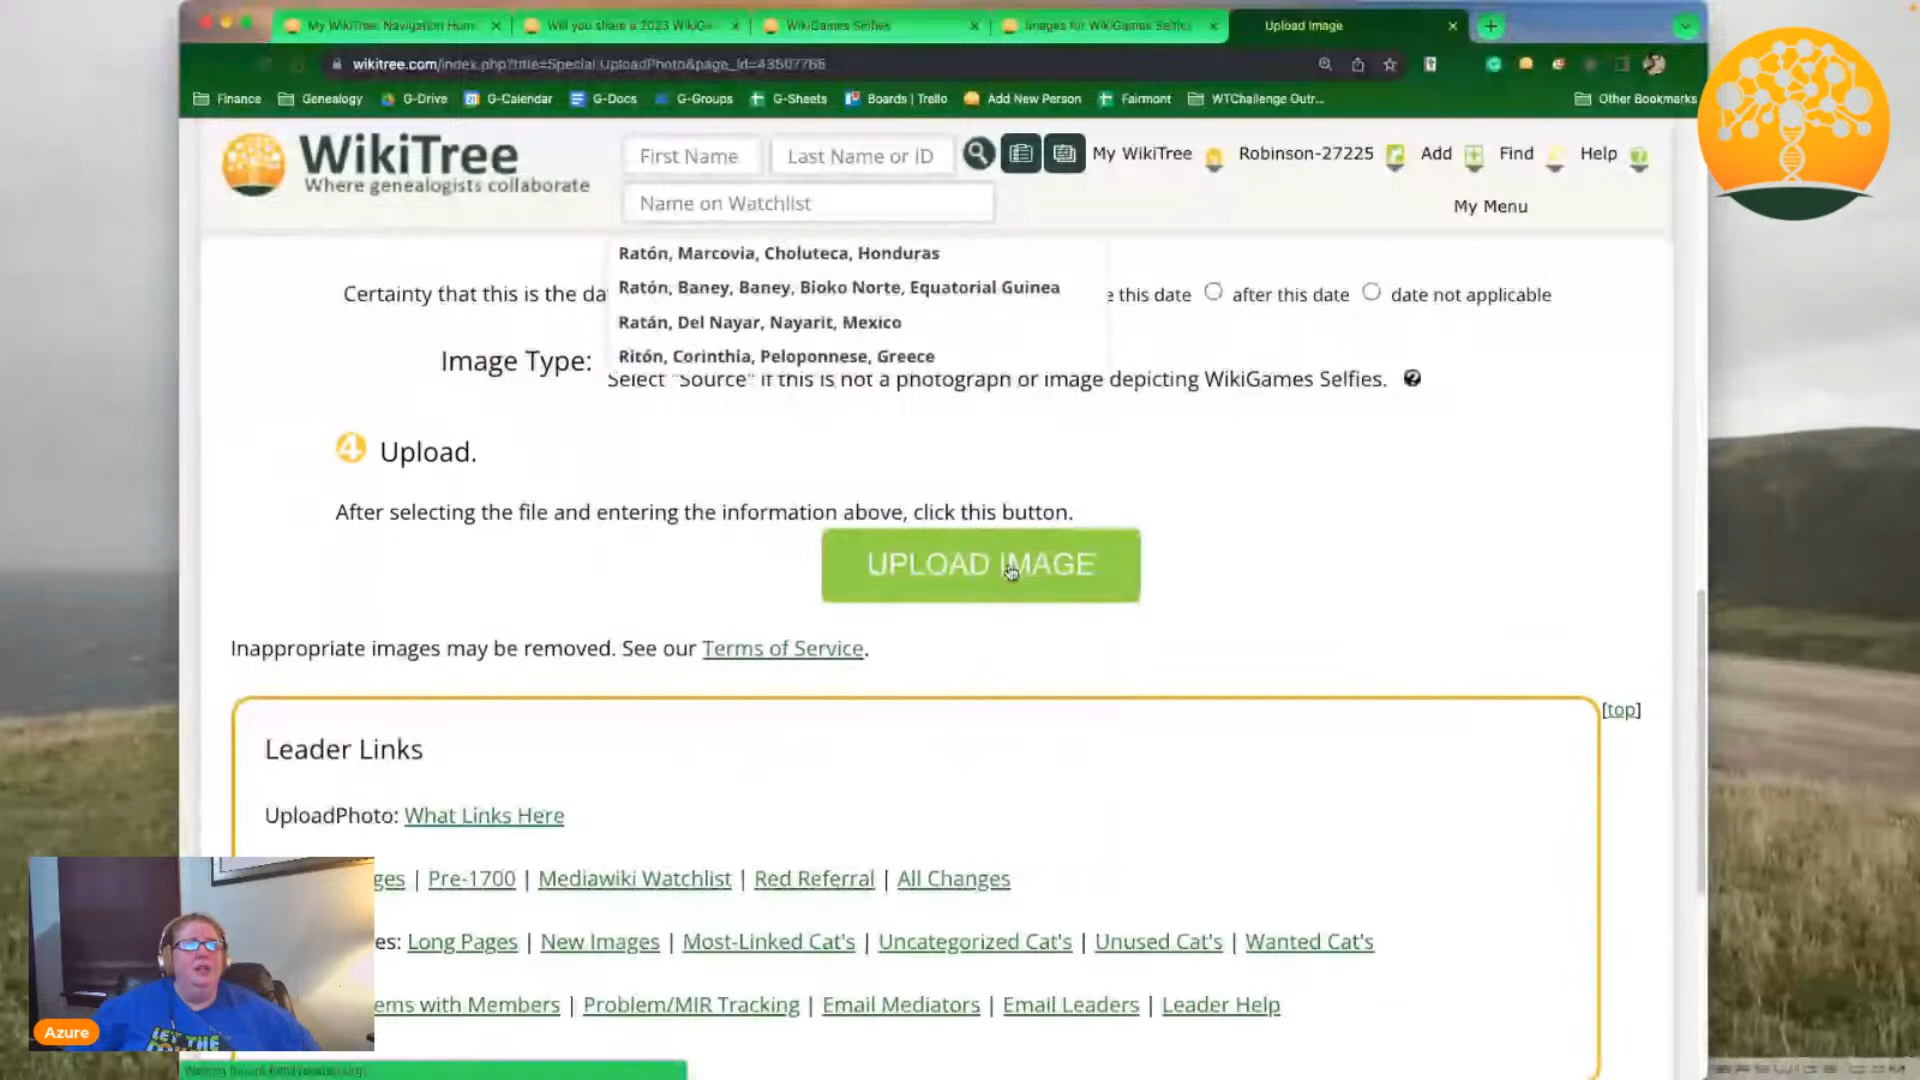 My WikiTree: Navigation Hom
Will you share a 2023 WikiGa
WikiGames Selfies
Images for WikiGames Selfies
Upload Image
wikitree.com/index.php?title=Special:UploadPhoto&page_id=43507765
Finance
Genealogy
G-Drive
G-Calendar
G-Docs
G-Groups
G-Sheets
Boards | Trello
Add New Person
Fairmont
WTChallenge Outr...
Other Bookmarks
WikiTree
Where genealogists collaborate
First Name
Last Name or ID
My WikiTree
Robinson-27225
Add
Find
Help
Name on Watchlist
My Menu
Ratón, Marcovia, Choluteca, Honduras
Ratón, Baney, Baney, Bioko Norte, Equatorial Guinea
Ratán, Del Nayar, Nayarit, Mexico
Ritón, Corinthia, Peloponnese, Greece
Certainty that this is the da
e this date
after this date
date not applicable
Image Type:
Select "Source" if this is not a photograph or image depicting WikiGames Selfies.
4 Upload.
After selecting the file and entering the information above, click this button.
UPLOAD IMAGE
Inappropriate images may be removed. See our Terms of Service.
[top]
Leader Links
UploadPhoto: What Links Here
ges | Pre-1700 | Mediawiki Watchlist | Red Referral | All Changes
es: Long Pages | New Images | Most-Linked Cat's | Uncategorized Cat's | Unused Cat's | Wanted Cat's
ems with Members | Problem/MIR Tracking | Email Mediators | Email Leaders | Leader Help
Azure
LET THE